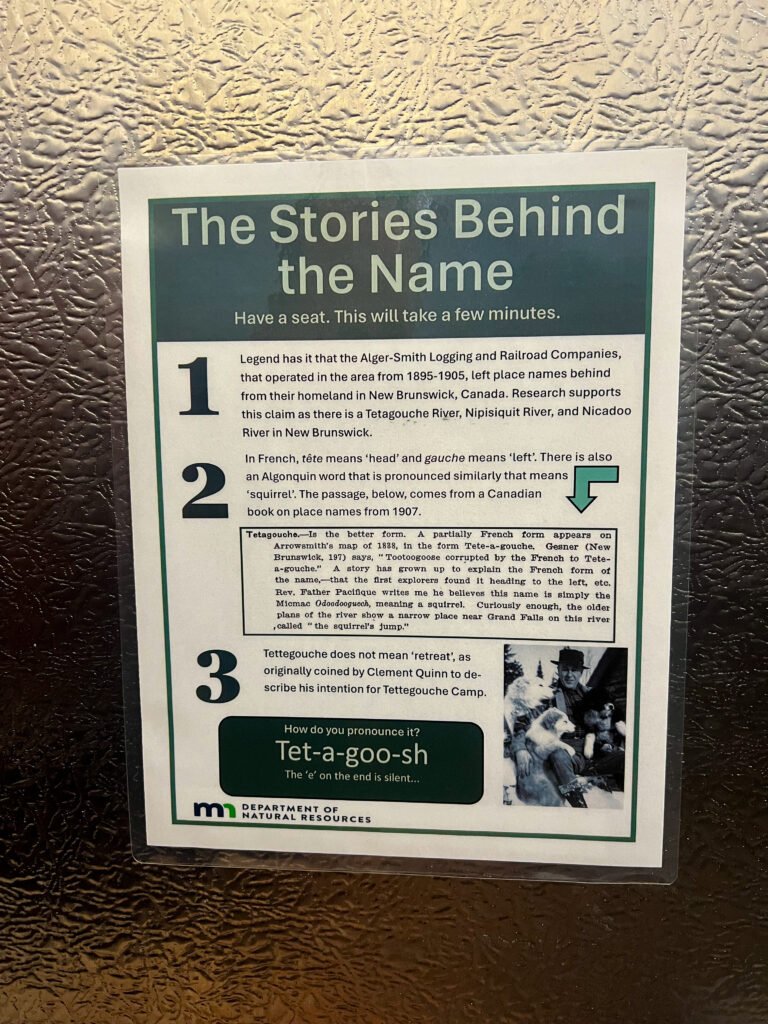 The Stories Behind
the Name
Have a seat. This will take a few minutes.
1
Legend has it that the Alger-Smith Logging and Railroad Companies,
that operated in the area from 1895-1905, left place names behind
from their homeland in New Brunswick, Canada. Research supports
this claim as there is a Tetagouche River, Nipisiquit River, and Nicadoo
River in New Brunswick.
2
In French, tête means ‘head’ and gauche means ‘left’. There is also
an Algonquin word that is pronounced similarly that means
‘squirrel’. The passage, below, comes from a Canadian
book on place names from 1907.
Tetagouche.—Is the better form. A partially French form appears on
Arrowsmith's map of 1838, in the form Tete-a-gouche. Gesner (New
Brunswick, 197) says, "Tootoogoose corrupted by the French to Tete-
a-gouche." A story has grown up to explain the French form of
the name,—that the first explorers found it heading to the left, etc.
Rev. Father Pacifique writes me he believes this name is simply the
Micmac Odoodooguech, meaning a squirrel. Curiously enough, the older
plans of the river show a narrow place near Grand Falls on this river
,called "the squirrel's jump."
3
Tettegouche does not mean ‘retreat’, as
originally coined by Clement Quinn to de-
scribe his intention for Tettegouche Camp.
How do you pronounce it?
Tet-a-goo-sh
The ‘e’ on the end is silent...
mn DEPARTMENT OF
NATURAL RESOURCES